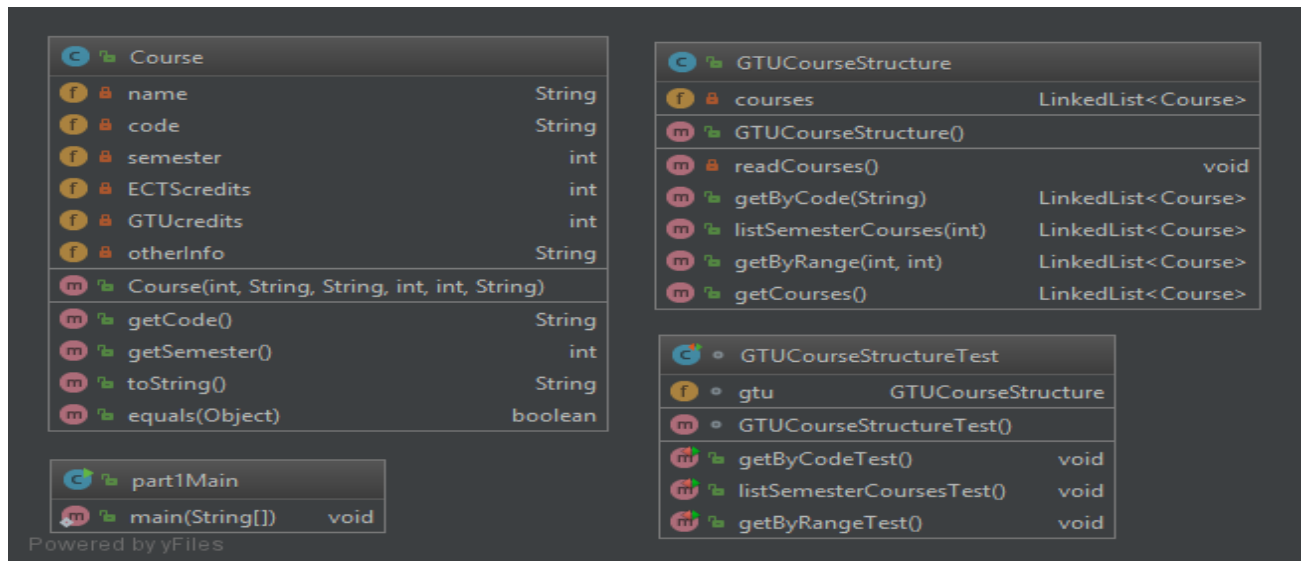 Course
name String
code String
semester int
ECTScredits int
GTUcredits int
otherInfo String
Course(int, String, String, int, int, String)
getCode() String
getSemester() int
toString() String
equals(Object) boolean
part1Main
main(String[]) void
GTUCourseStructure
courses LinkedList<Course>
GTUCourseStructure()
readCourses() void
getByCode(String) LinkedList<Course>
listSemesterCourses(int) LinkedList<Course>
getByRange(int, int) LinkedList<Course>
getCourses() LinkedList<Course>
GTUCourseStructureTest
gtu GTUCourseStructure
GTUCourseStructureTest()
getByCodeTest() void
listSemesterCoursesTest() void
getByRangeTest() void
Powered by yFiles